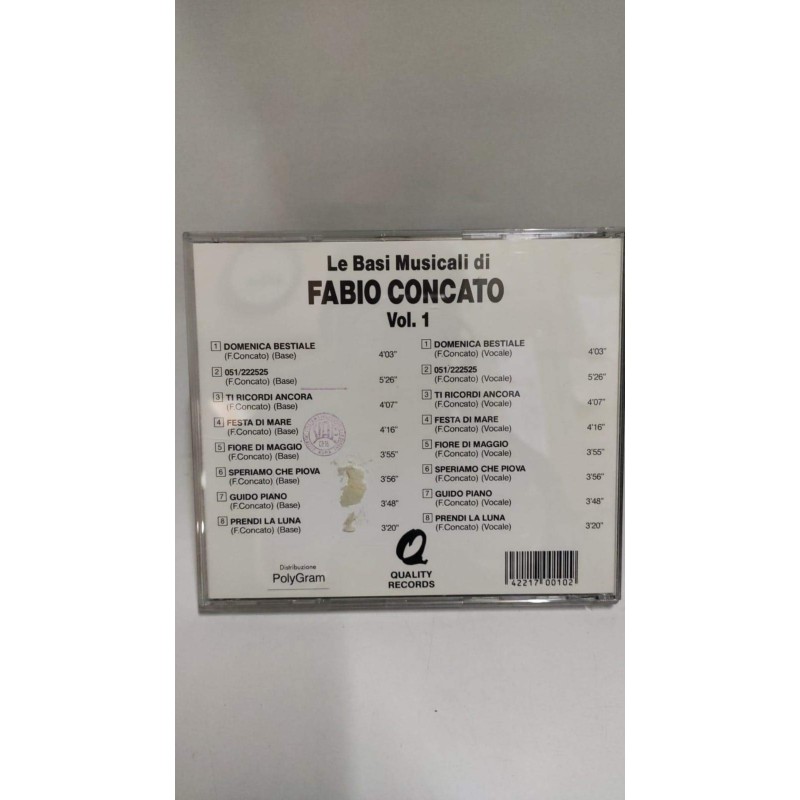 Le Basi Musicali di
FABIO CONCATO
Vol. 1
1 DOMENICA BESTIALE
(F.Concato) (Base) 4'03"
2 051/222525
(F.Concato) (Base) 5'26"
3 TI RICORDI ANCORA
(F.Concato) (Base) 4'07"
4 FESTA DI MARE
(F.Concato) (Base) 4'16"
5 FIORE DI MAGGIO
(F.Concato) (Base) 3'55"
6 SPERIAMO CHE PIOVA
(F.Concato) (Base) 3'56"
7 GUIDO PIANO
(F.Concato) (Base) 3'48"
8 PRENDI LA LUNA
(F.Concato) (Base) 3'20"
1 DOMENICA BESTIALE
(F.Concato) (Vocale) 4'03"
2 051/222525
(F.Concato) (Vocale) 5'26"
3 TI RICORDI ANCORA
(F.Concato) (Vocale) 4'07"
4 FESTA DI MARE
(F.Concato) (Vocale) 4'16"
5 FIORE DI MAGGIO
(F.Concato) (Vocale) 3'55"
6 SPERIAMO CHE PIOVA
(F.Concato) (Vocale) 3'56"
7 GUIDO PIANO
(F.Concato) (Vocale) 3'48"
8 PRENDI LA LUNA
(F.Concato) (Vocale) 3'20"
Distribuzione
PolyGram
Q
QUALITY
RECORDS
42217 00102